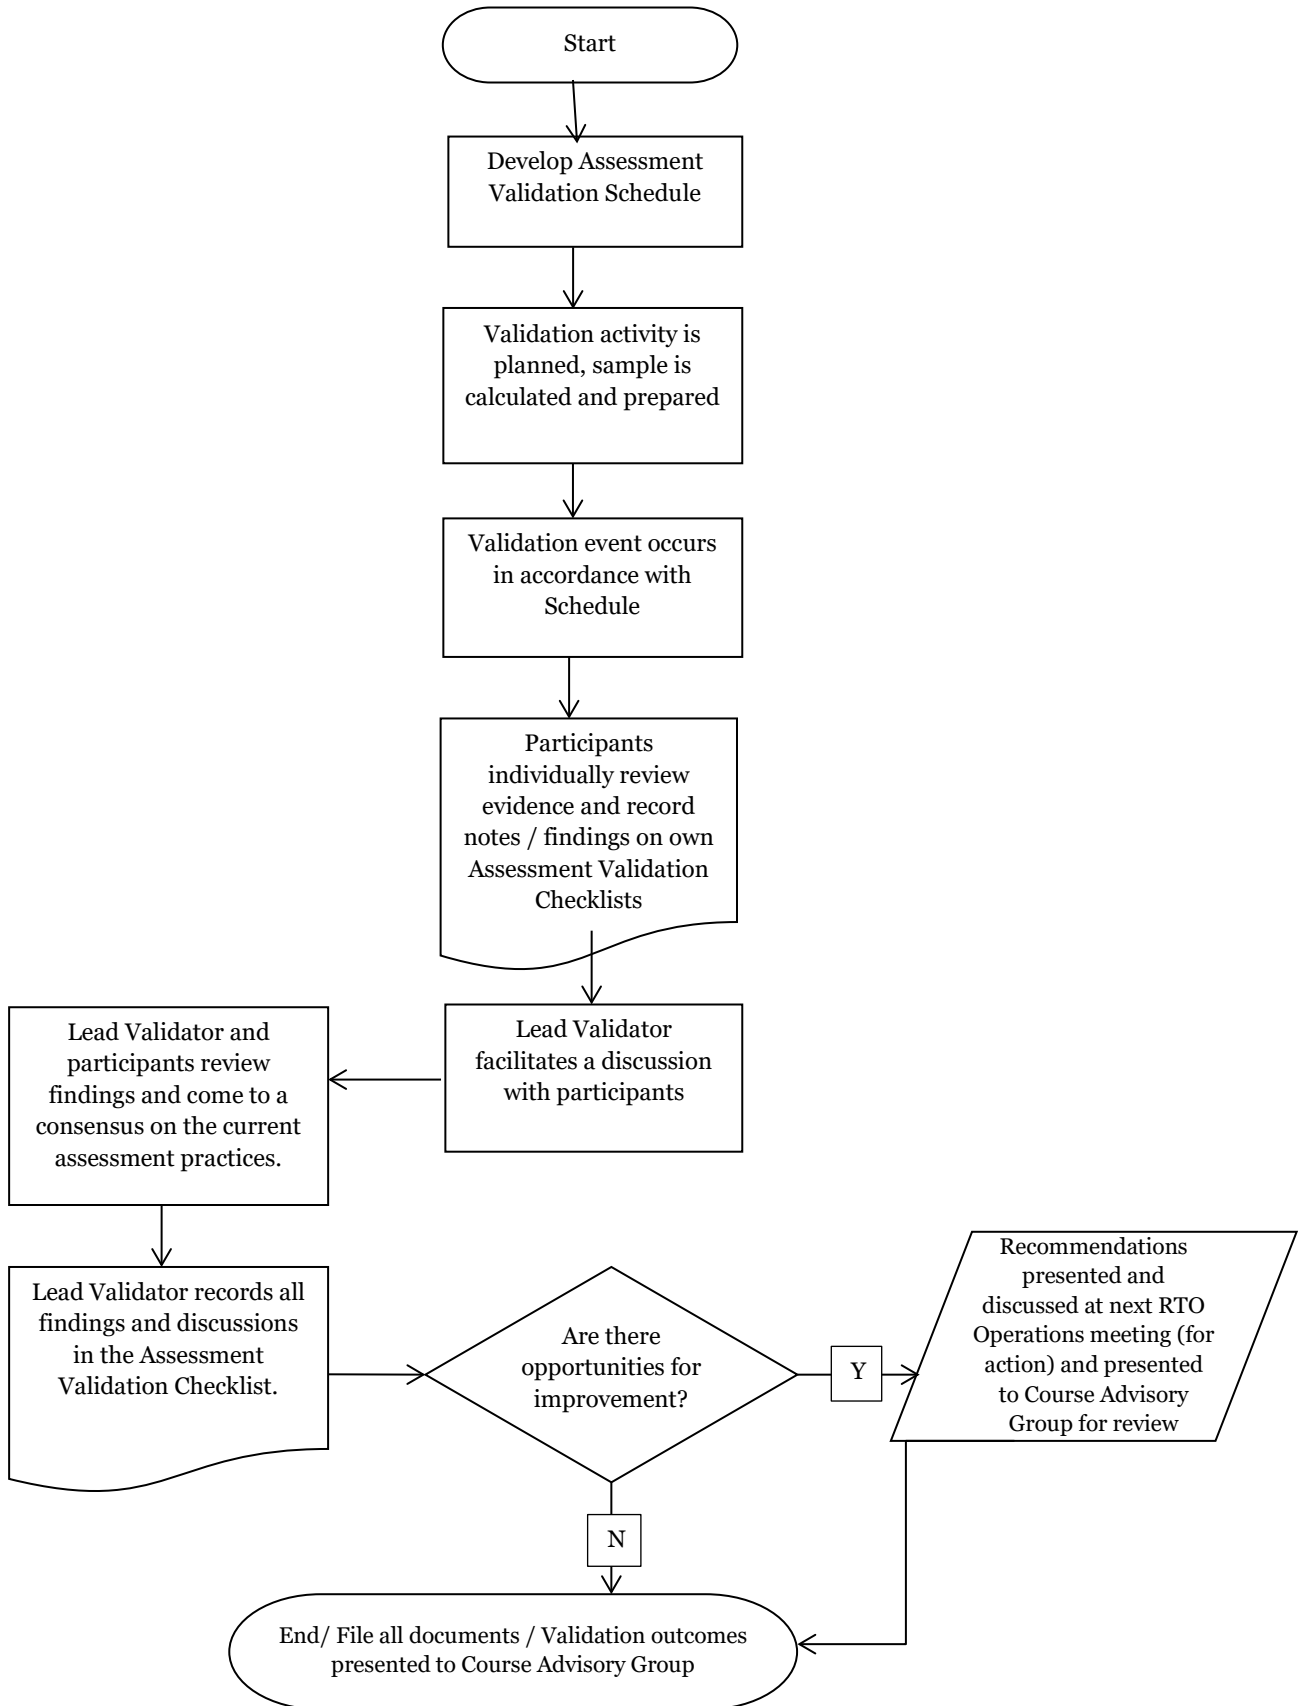 Start
Develop Assessment
Validation Schedule
Validation activity is
planned, sample is
calculated and prepared
Validation event occurs
in accordance with
Schedule
Participants
individually review
evidence and record
notes / findings on own
Assessment Validation
Checklists
Lead Validator
facilitates a discussion
with participants
Lead Validator and
participants review
findings and come to a
consensus on the current
assessment practices.
Lead Validator records all
findings and discussions
in the Assessment
Validation Checklist.
Are there
opportunities for
improvement?
Y
Recommendations
presented and
discussed at next RTO
Operations meeting (for
action) and presented
to Course Advisory
Group for review
N
End/ File all documents / Validation outcomes
presented to Course Advisory Group